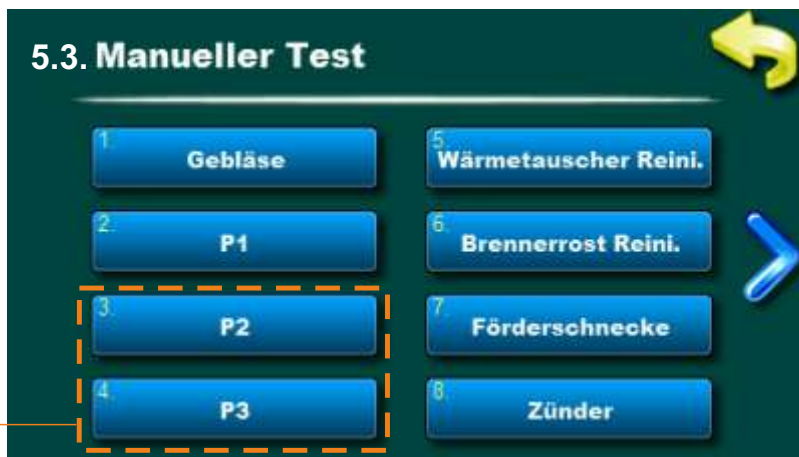 5.3. Manueller Test
1. Gebläse
2. P1
3. P2
4. P3
5. Wärmetauscher Reini.
6. Brennerrost Reini.
7. Förderschnecke
8. Zünder